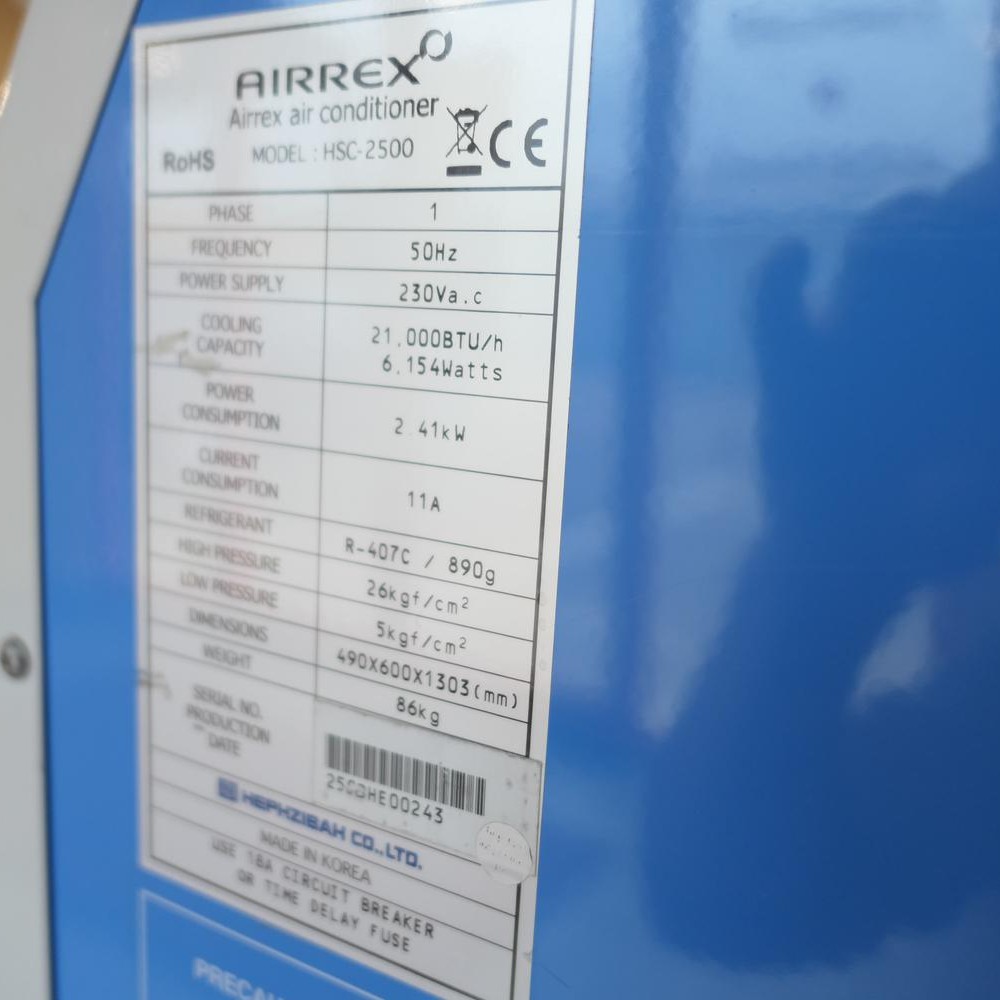 AIRREX
Airrex air conditioner
RoHS MODEL : HSC-2500 CE
PHASE 1
FREQUENCY 50Hz
POWER SUPPLY 230Va.c
COOLING CAPACITY 21,000BTU/h
6,154Watts
POWER CONSUMPTION 2.41kW
CURRENT CONSUMPTION 11A
REFRIGERANT R-407C / 890g
HIGH PRESSURE 26kgf/cm²
LOW PRESSURE 5kgf/cm²
DIMENSIONS 490X600X1303(mm)
WEIGHT 86kg
SERIAL NO.
PRODUCTION
DATE
HEPHZIBAH CO.,LTD.
MADE IN KOREA
USE 18A CIRCUIT BREAKER
OR TIME DELAY FUSE